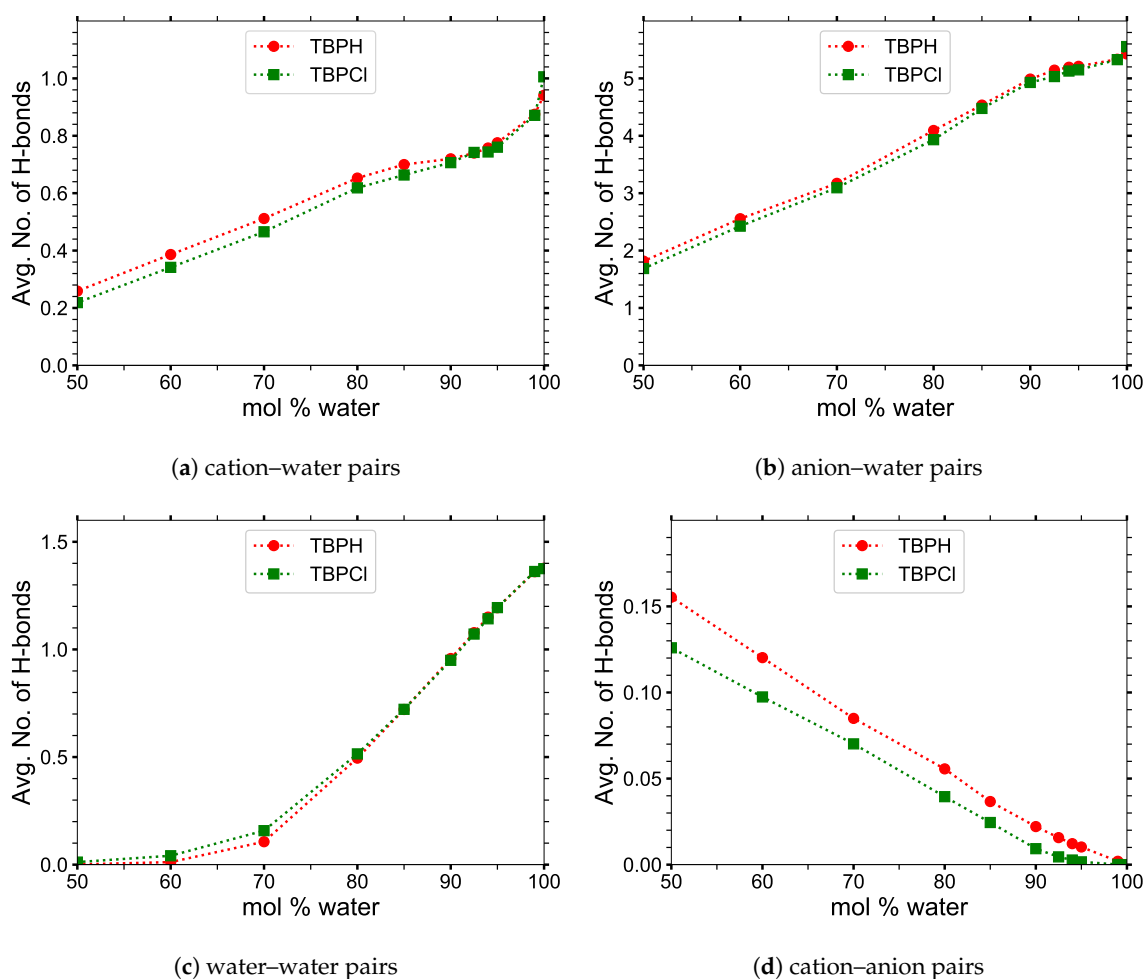 TBPH
TBPCl
1.0
0.8
0.6
0.4
0.2
0.0
Avg. No. of H-bonds
50 60 70 80 90 100
mol % water
(a) cation–water pairs
TBPH
TBPCl
5
4
3
2
1
0
Avg. No. of H-bonds
50 60 70 80 90 100
mol % water
(b) anion–water pairs
TBPH
TBPCl
1.5
1.0
0.5
0.0
Avg. No. of H-bonds
50 60 70 80 90 100
mol % water
(c) water–water pairs
TBPH
TBPCl
0.15
0.10
0.05
0.00
Avg. No. of H-bonds
50 60 70 80 90 100
mol % water
(d) cation–anion pairs